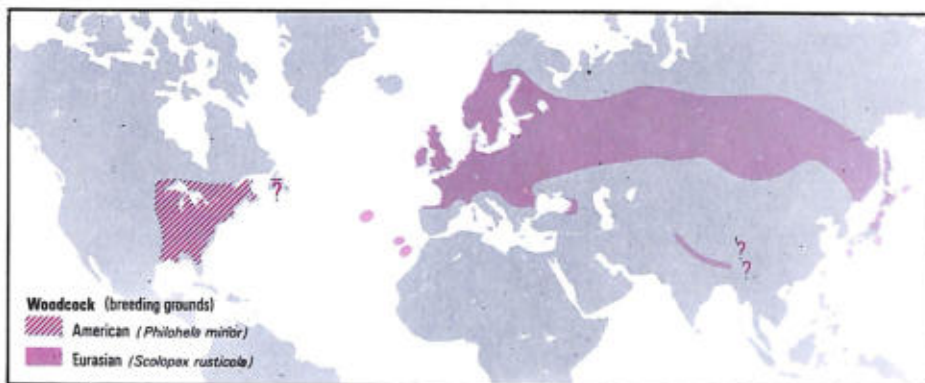 ?
?
?
Woodcock (breeding grounds)
American (Philohela minor)
Eurasian (Scolopax rusticola)